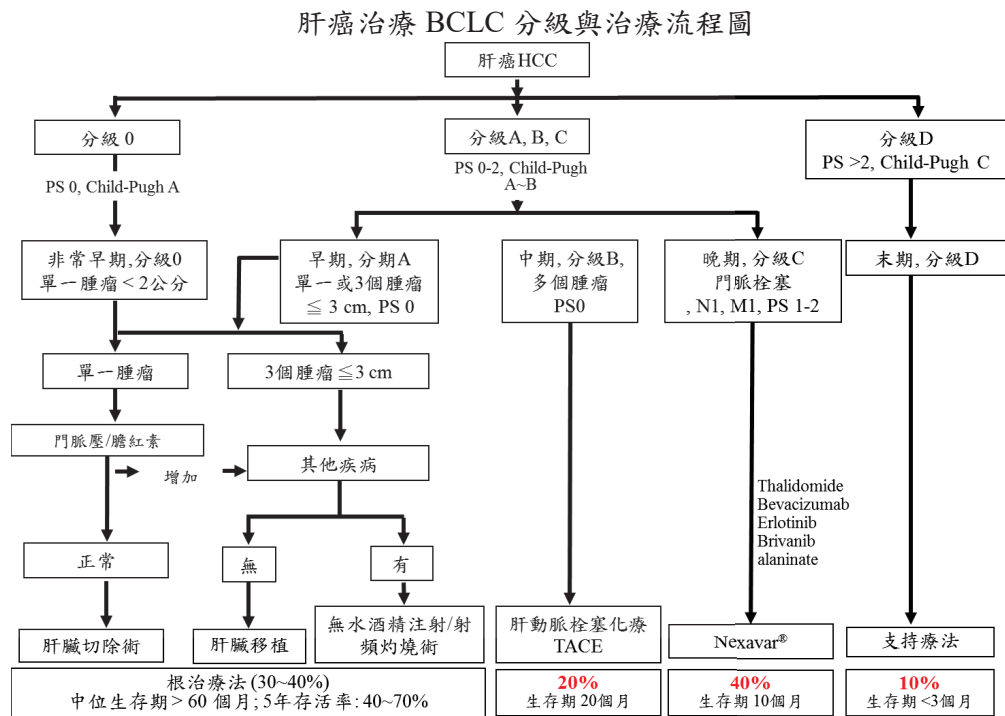 肝癌治療 BCLC 分級與治療流程圖
肝癌HCC
分級 0
分級A, B, C
分級D
PS >2, Child-Pugh C
PS 0, Child-Pugh A
PS 0-2, Child-Pugh
A~B
非常早期,分級0
單一腫瘤 < 2公分
早期, 分期A
單一或3個腫瘤
≦ 3 cm, PS 0
中期, 分級B,
多個腫瘤
PS0
晚期, 分級C
門脈栓塞
, N1, M1, PS 1-2
末期, 分級D
單一腫瘤
3個腫瘤≦3 cm
門脈壓/膽紅素
增加
其他疾病
Thalidomide
Bevacizumab
Erlotinib
Brivanib
alaninate
正常
無
有
肝臟切除術
肝臟移植
無水酒精注射/射
頻灼燒術
肝動脈栓塞化療
TACE
Nexavar®
支持療法
根治療法 (30~40%)
中位生存期 > 60 個月; 5年存活率: 40~70%
20%
生存期 20個月
40%
生存期 10個月
10%
生存期 <3個月